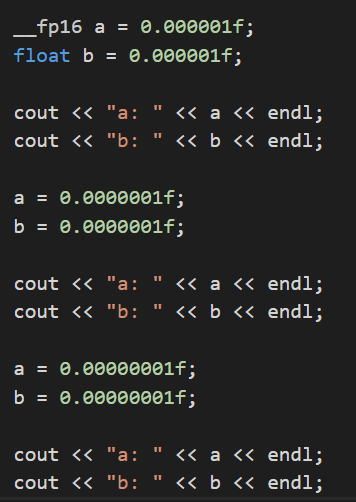 __fp16 a = 0.000001f;
float b = 0.000001f;
cout << "a: " << a << endl;
cout << "b: " << b << endl;
a = 0.0000001f;
b = 0.0000001f;
cout << "a: " << a << endl;
cout << "b: " << b << endl;
a = 0.00000001f;
b = 0.00000001f;
cout << "a: " << a << endl;
cout << "b: " << b << endl;